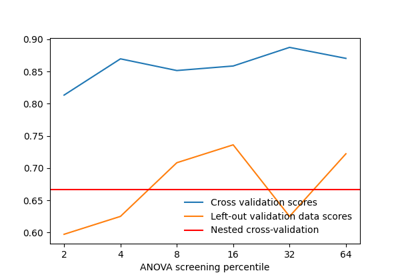 0.90
0.85
0.80
0.75
0.70
0.65
0.60
Cross validation scores
Left-out validation data scores
Nested cross-validation
2 4 8 16 32 64
ANOVA screening percentile